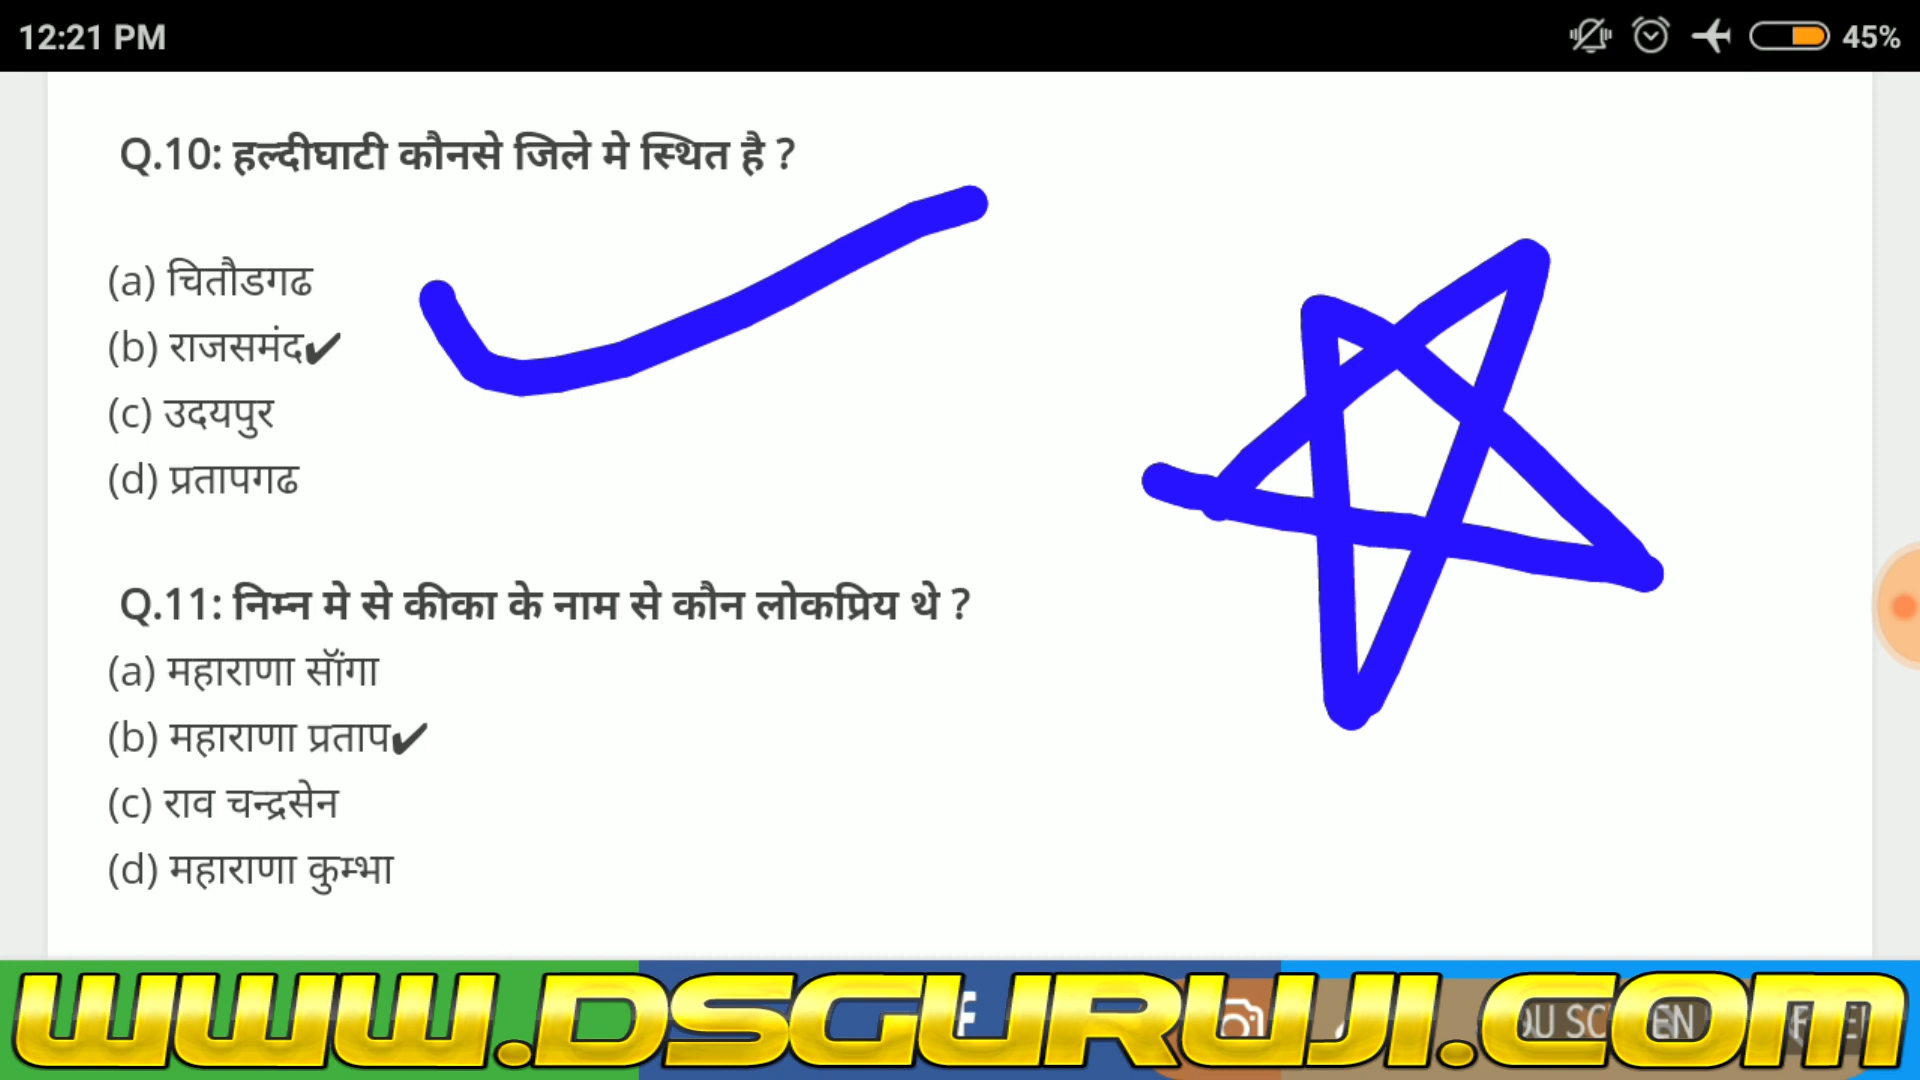 12:21 PM
45%
Q.10: हल्दीघाटी कौनसे जिले मे स्थित है ?
(a) चितौडगढ
(b) राजसमंद✔
(c) उदयपुर
(d) प्रतापगढ
Q.11: निम्न मे से कीका के नाम से कौन लोकप्रिय थे ?
(a) महाराणा सॉंगा
(b) महाराणा प्रताप✔
(c) राव चन्द्रसेन
(d) महाराणा कुम्भा
WWW.DSGURUJI.COM